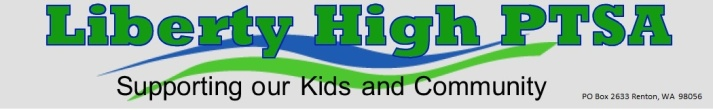 Liberty High PTSA
Supporting our Kids and Community
PO Box 2633 Renton, WA 98056